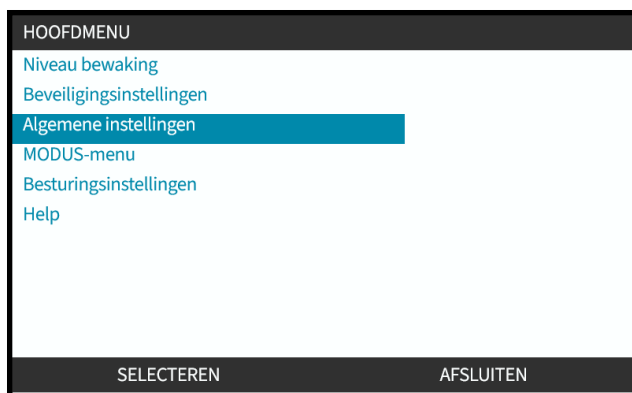 HOOFDMENU
Niveau bewaking
Beveiligingsinstellingen
Algemene instellingen
MODUS-menu
Besturingsinstellingen
Help
SELECTEREN AFSLUITEN